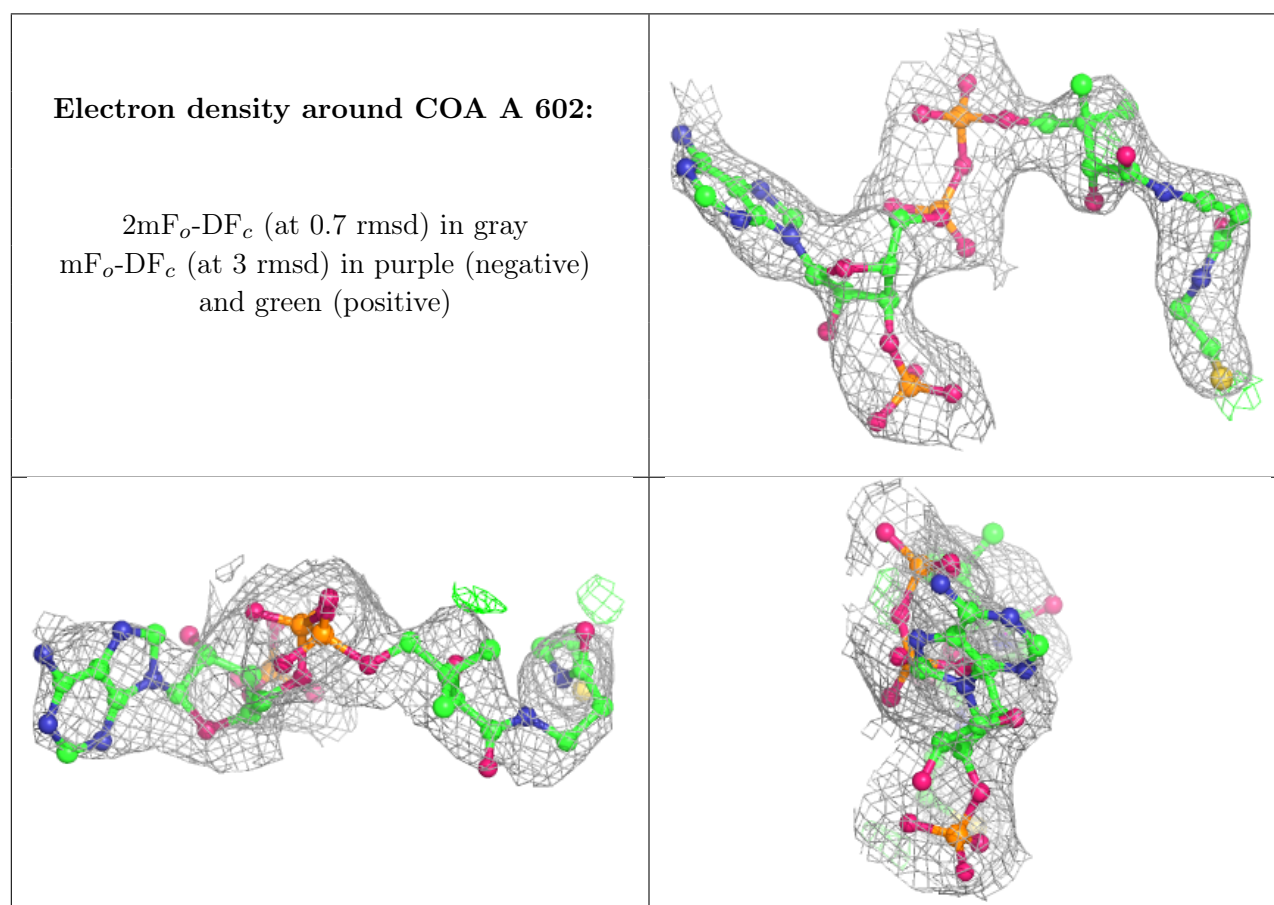 Electron density around COA A 602:
2mFo-DFc (at 0.7 rmsd) in gray
mFo-DFc (at 3 rmsd) in purple (negative)
and green (positive)